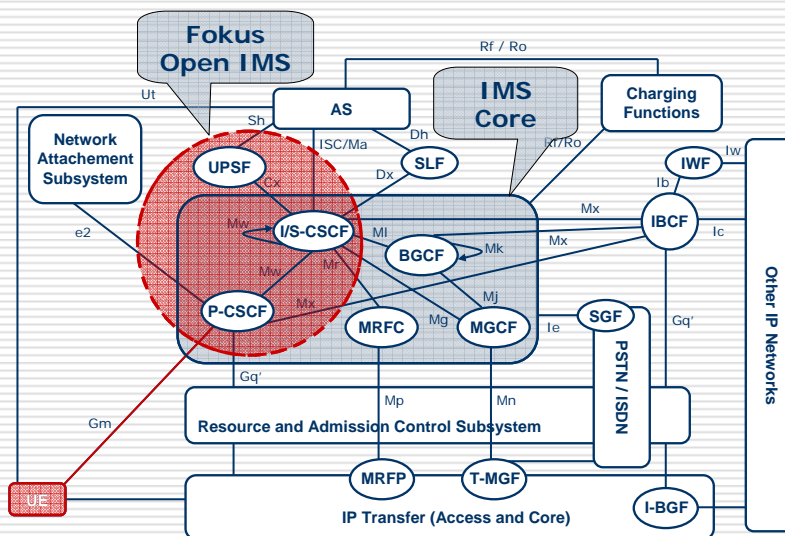 Fokus
Open IMS
Rf / Ro
IMS
Core
Ut
AS
Charging
Functions
Network
Attachement
Subsystem
Sh
ISC/Ma
Dh
Rf/Ro
UPSF
SLF
IWF
Iw
Cx
Dx
Ib
Mw
I/S-CSCF
Ml
Mx
IBCF
Ic
e2
BGCF
Mk
Mx
Mw
Mr
P-CSCF
Mx
Mj
MRFC
Mg
MGCF
Ie
SGF
Gq'
Other IP Networks
PSTN / ISDN
Gq'
Gm
Mp
Mn
Resource and Admission Control Subsystem
MRFP
T-MGF
UE
IP Transfer (Access and Core)
I-BGF